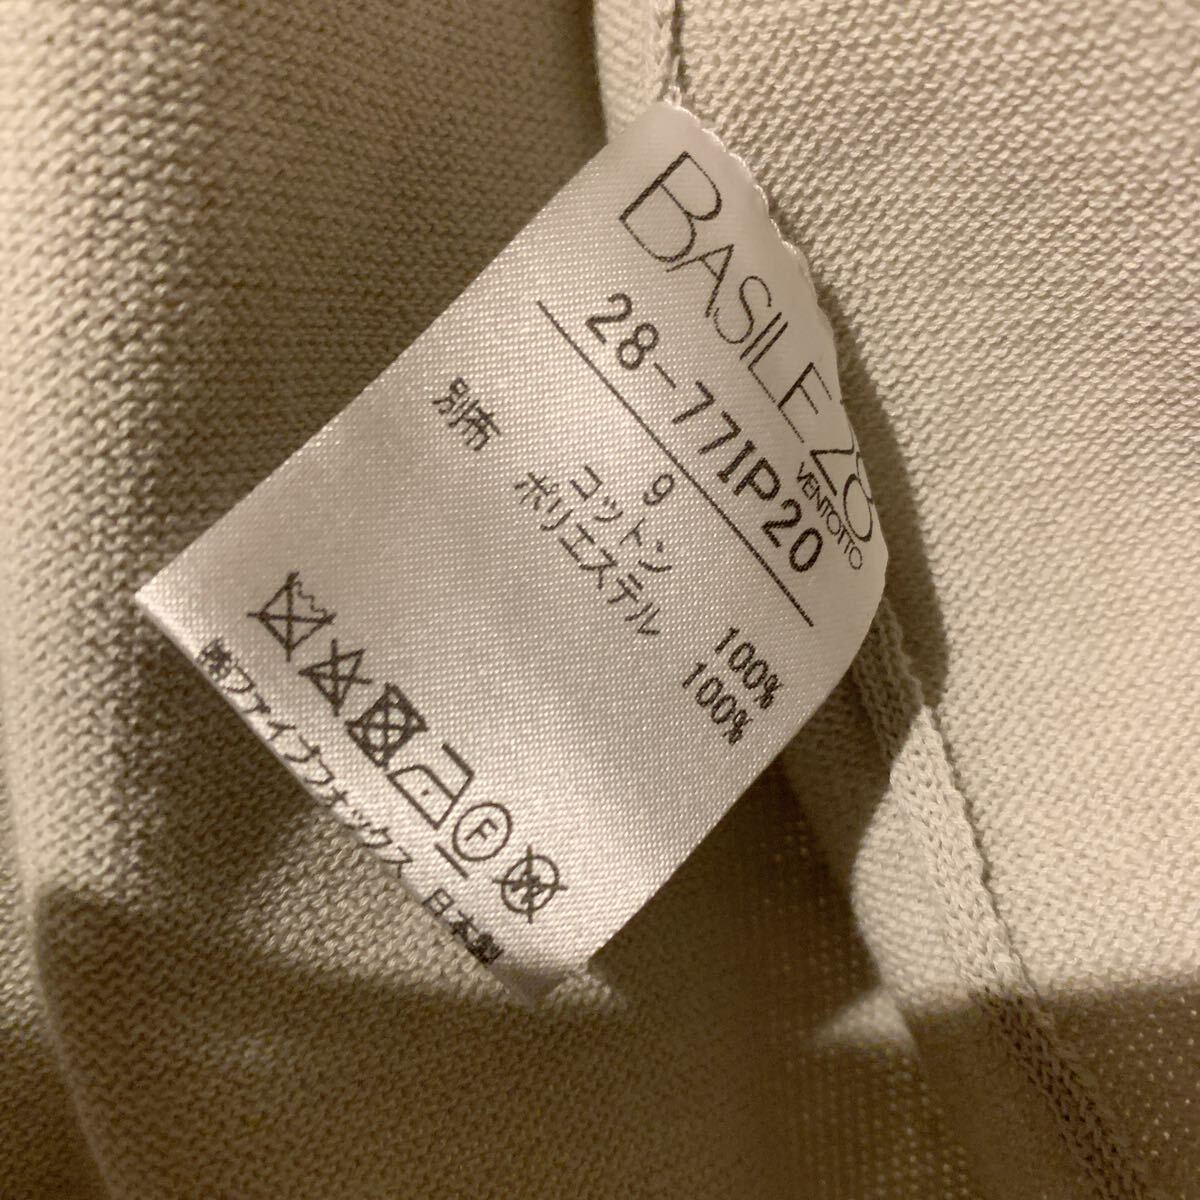 BASILE28
VENTOTTO
28-77IP20
9
コットン 100%
別布 ポリエステル 100%
F
㈱ファイブフォックス 日本製